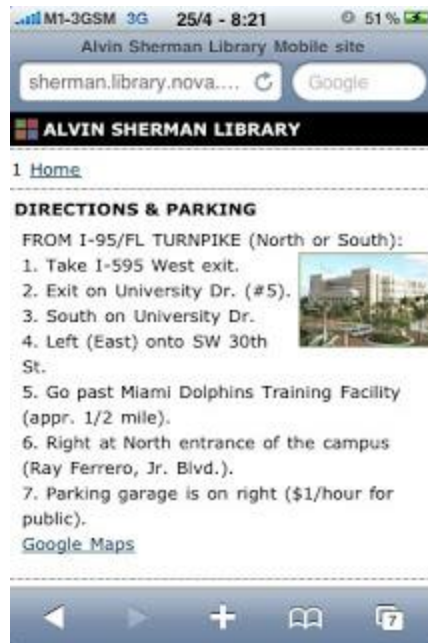 M1-3GSM 3G 25/4 - 8:21 51%
Alvin Sherman Library Mobile site
sherman.library.nova.... Google
ALVIN SHERMAN LIBRARY
1 Home
DIRECTIONS & PARKING
FROM I-95/FL TURNPIKE (North or South):
1. Take I-595 West exit.
2. Exit on University Dr. (#5).
3. South on University Dr.
4. Left (East) onto SW 30th
St.
5. Go past Miami Dolphins Training Facility
(appr. 1/2 mile).
6. Right at North entrance of the campus
(Ray Ferrero, Jr. Blvd.).
7. Parking garage is on right ($1/hour for
public).
Google Maps
7